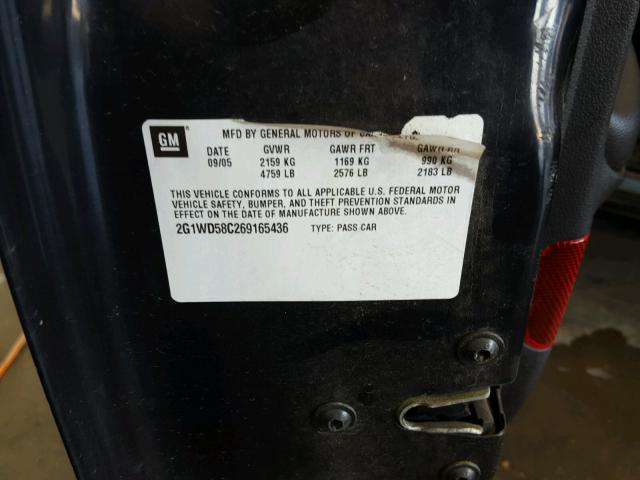 GM
MFD BY GENERAL MOTORS OF
DATE GVWR GAWR FRT GAWR RR
09/05 2159 KG 1169 KG 990 KG
4759 LB 2576 LB 2183 LB
THIS VEHICLE CONFORMS TO ALL APPLICABLE U.S. FEDERAL MOTOR
VEHICLE SAFETY, BUMPER, AND THEFT PREVENTION STANDARDS IN
EFFECT ON THE DATE OF MANUFACTURE SHOWN ABOVE.
2G1WD58C269165436 TYPE: PASS CAR